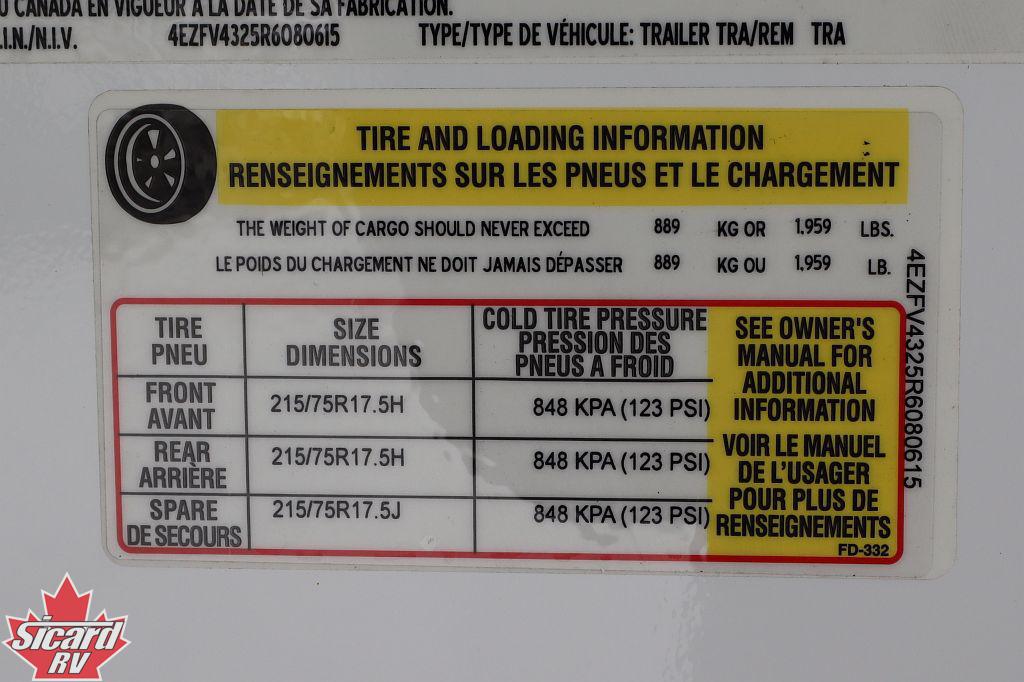 U CANADA EN VIGUEUR À LA DATE DE SA FABRICATION.
.I.N./N.I.V. 4EZFV4325R6080615 TYPE/TYPE DE VÉHICULE: TRAILER TRA/REM TRA
TIRE AND LOADING INFORMATION
RENSEIGNEMENTS SUR LES PNEUS ET LE CHARGEMENT
THE WEIGHT OF CARGO SHOULD NEVER EXCEED 889 KG OR 1,959 LBS.
LE POIDS DU CHARGEMENT NE DOIT JAMAIS DÉPASSER 889 KG OU 1,959 LB.
TIRE
PNEU
SIZE
DIMENSIONS
COLD TIRE PRESSURE
PRESSION DES
PNEUS A FROID
FRONT
AVANT
215/75R17.5H
848 KPA (123 PSI)
REAR
ARRIÈRE
215/75R17.5H
848 KPA (123 PSI)
SPARE
DE SECOURS
215/75R17.5J
848 KPA (123 PSI)
SEE OWNER'S
MANUAL FOR
ADDITIONAL
INFORMATION
VOIR LE MANUEL
DE L'USAGER
POUR PLUS DE
RENSEIGNEMENTS
FD-332
4EZFV4325R6080615
Sicard
RV